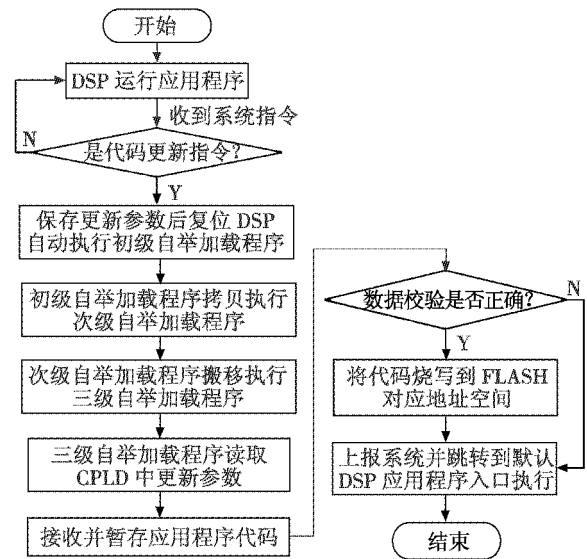 开始
DSP 运行应用程序
收到系统指令
N
是代码更新指令？
Y
保存更新参数后复位 DSP
自动执行初级自举加载程序
初级自举加载程序拷贝执行
次级自举加载程序
次级自举加载程序搬移执行
三级自举加载程序
三级自举加载程序读取
CPLD 中更新参数
接收并暂存应用程序代码
数据校验是否正确？
N
Y
将代码烧写到 FLASH
对应地址空间
上报系统并跳转到默认
DSP 应用程序入口执行
结束